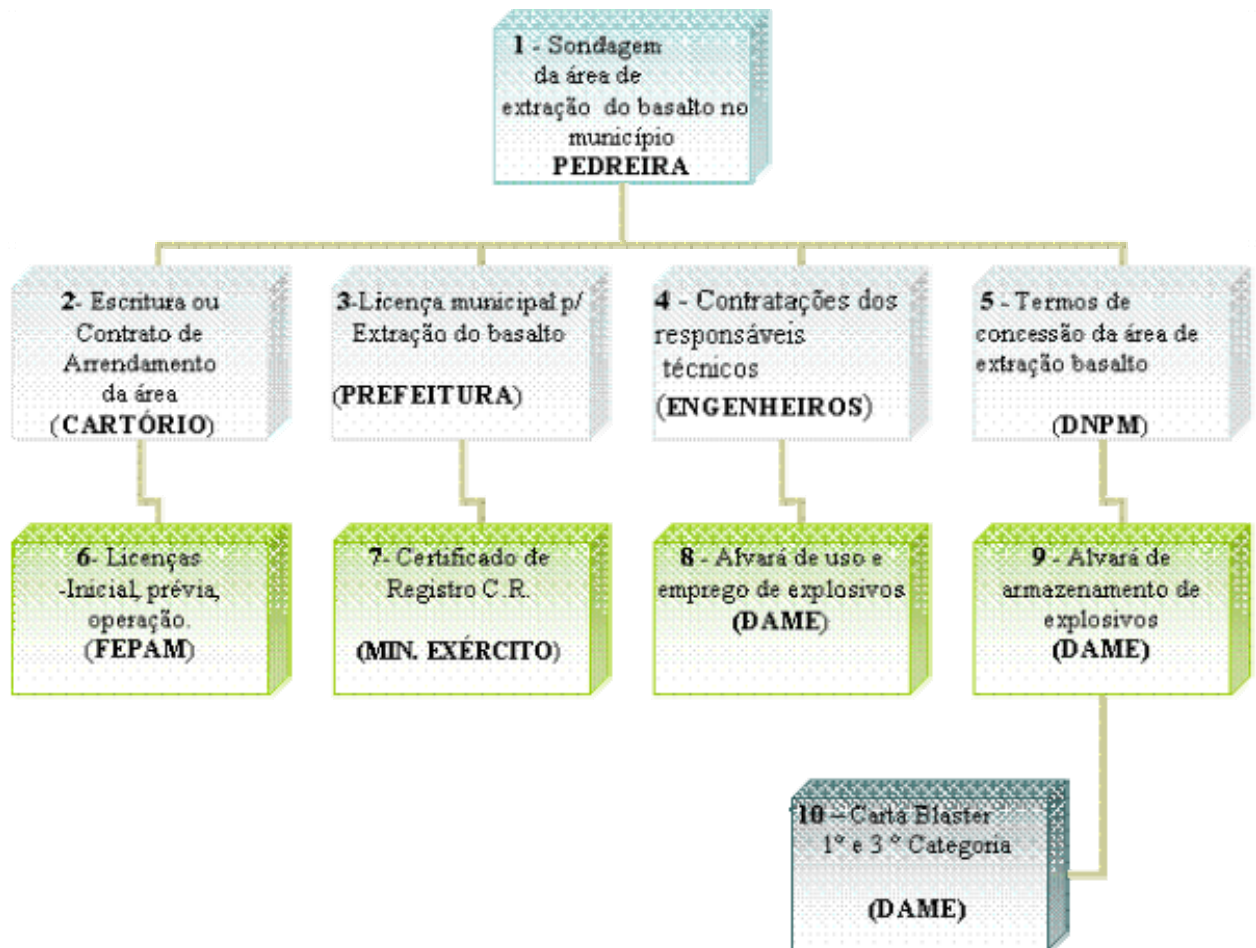 1 - Sondagem
da área de
extração do basalto no
município
PEDREIRA
2- Escritura ou
Contrato de
Arrendamento
da área
(CARTÓRIO)
3-Licença municipal p/
Extração do basalto
(PREFEITURA)
4 - Contratações dos
responsáveis
técnicos
(ENGENHEIROS)
5 - Termos de
concessão da área de
extração basalto
(DNPM)
6- Licenças
-Inicial, prévia,
operação.
(FEPAM)
7- Certificado de
Registro C.R.
(MIN. EXÉRCITO)
8 - Alvará de uso e
emprego de explosivos
(DAME)
9 - Alvará de
armazenamento de
explosivos
(DAME)
10 – Carta Blaster
1° e 3 ° Categoria
(DAME)